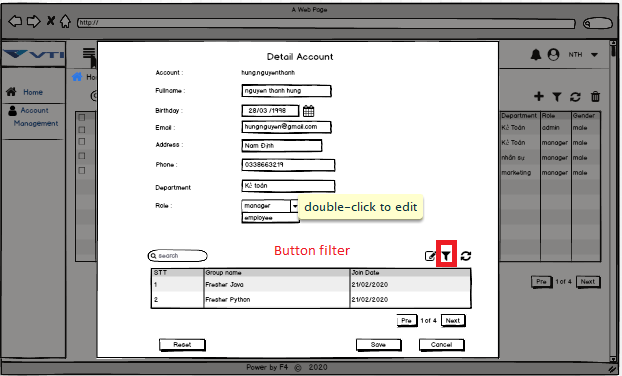 A Web Page
http://
VTI
NTH
Home
Ho
Account
Management
Detail Account
Account : hungnguyenthanh
Fullname : nguyen thanh hung
Birthday : 28/03/1998
Email : hungnguyen@gmail.com
Address : Nam Định
Phone : 0338663219
Department Kế toán
Role : manager
employee
double-click to edit
Department Role Gender
Kế Toán admin male
Kế Toán manager male
nhân sự manager male
marketing manager male
Button filter
search
STT Group name Join Date
1 Fresher Java 21/02/2020
2 Fresher Python 21/02/2020
Pre 1 of 4 Next
Pre 1 of 4 Next
Reset Save Cancel
Power by F4 © 2020